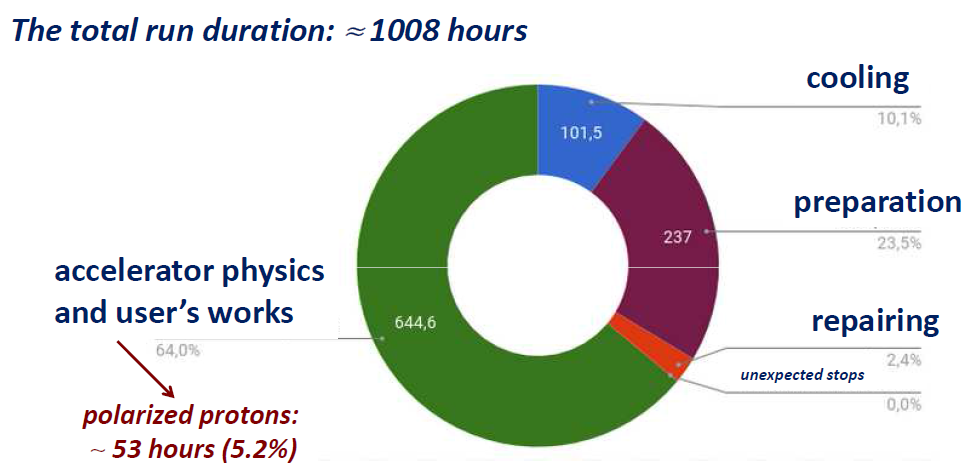 The total run duration: ≈1008 hours
cooling
10,1%
101,5
preparation
237
23,5%
accelerator physics
and user's works
644,6
64,0%
repairing
2,4%
unexpected stops
0,0%
polarized protons:
~ 53 hours (5.2%)